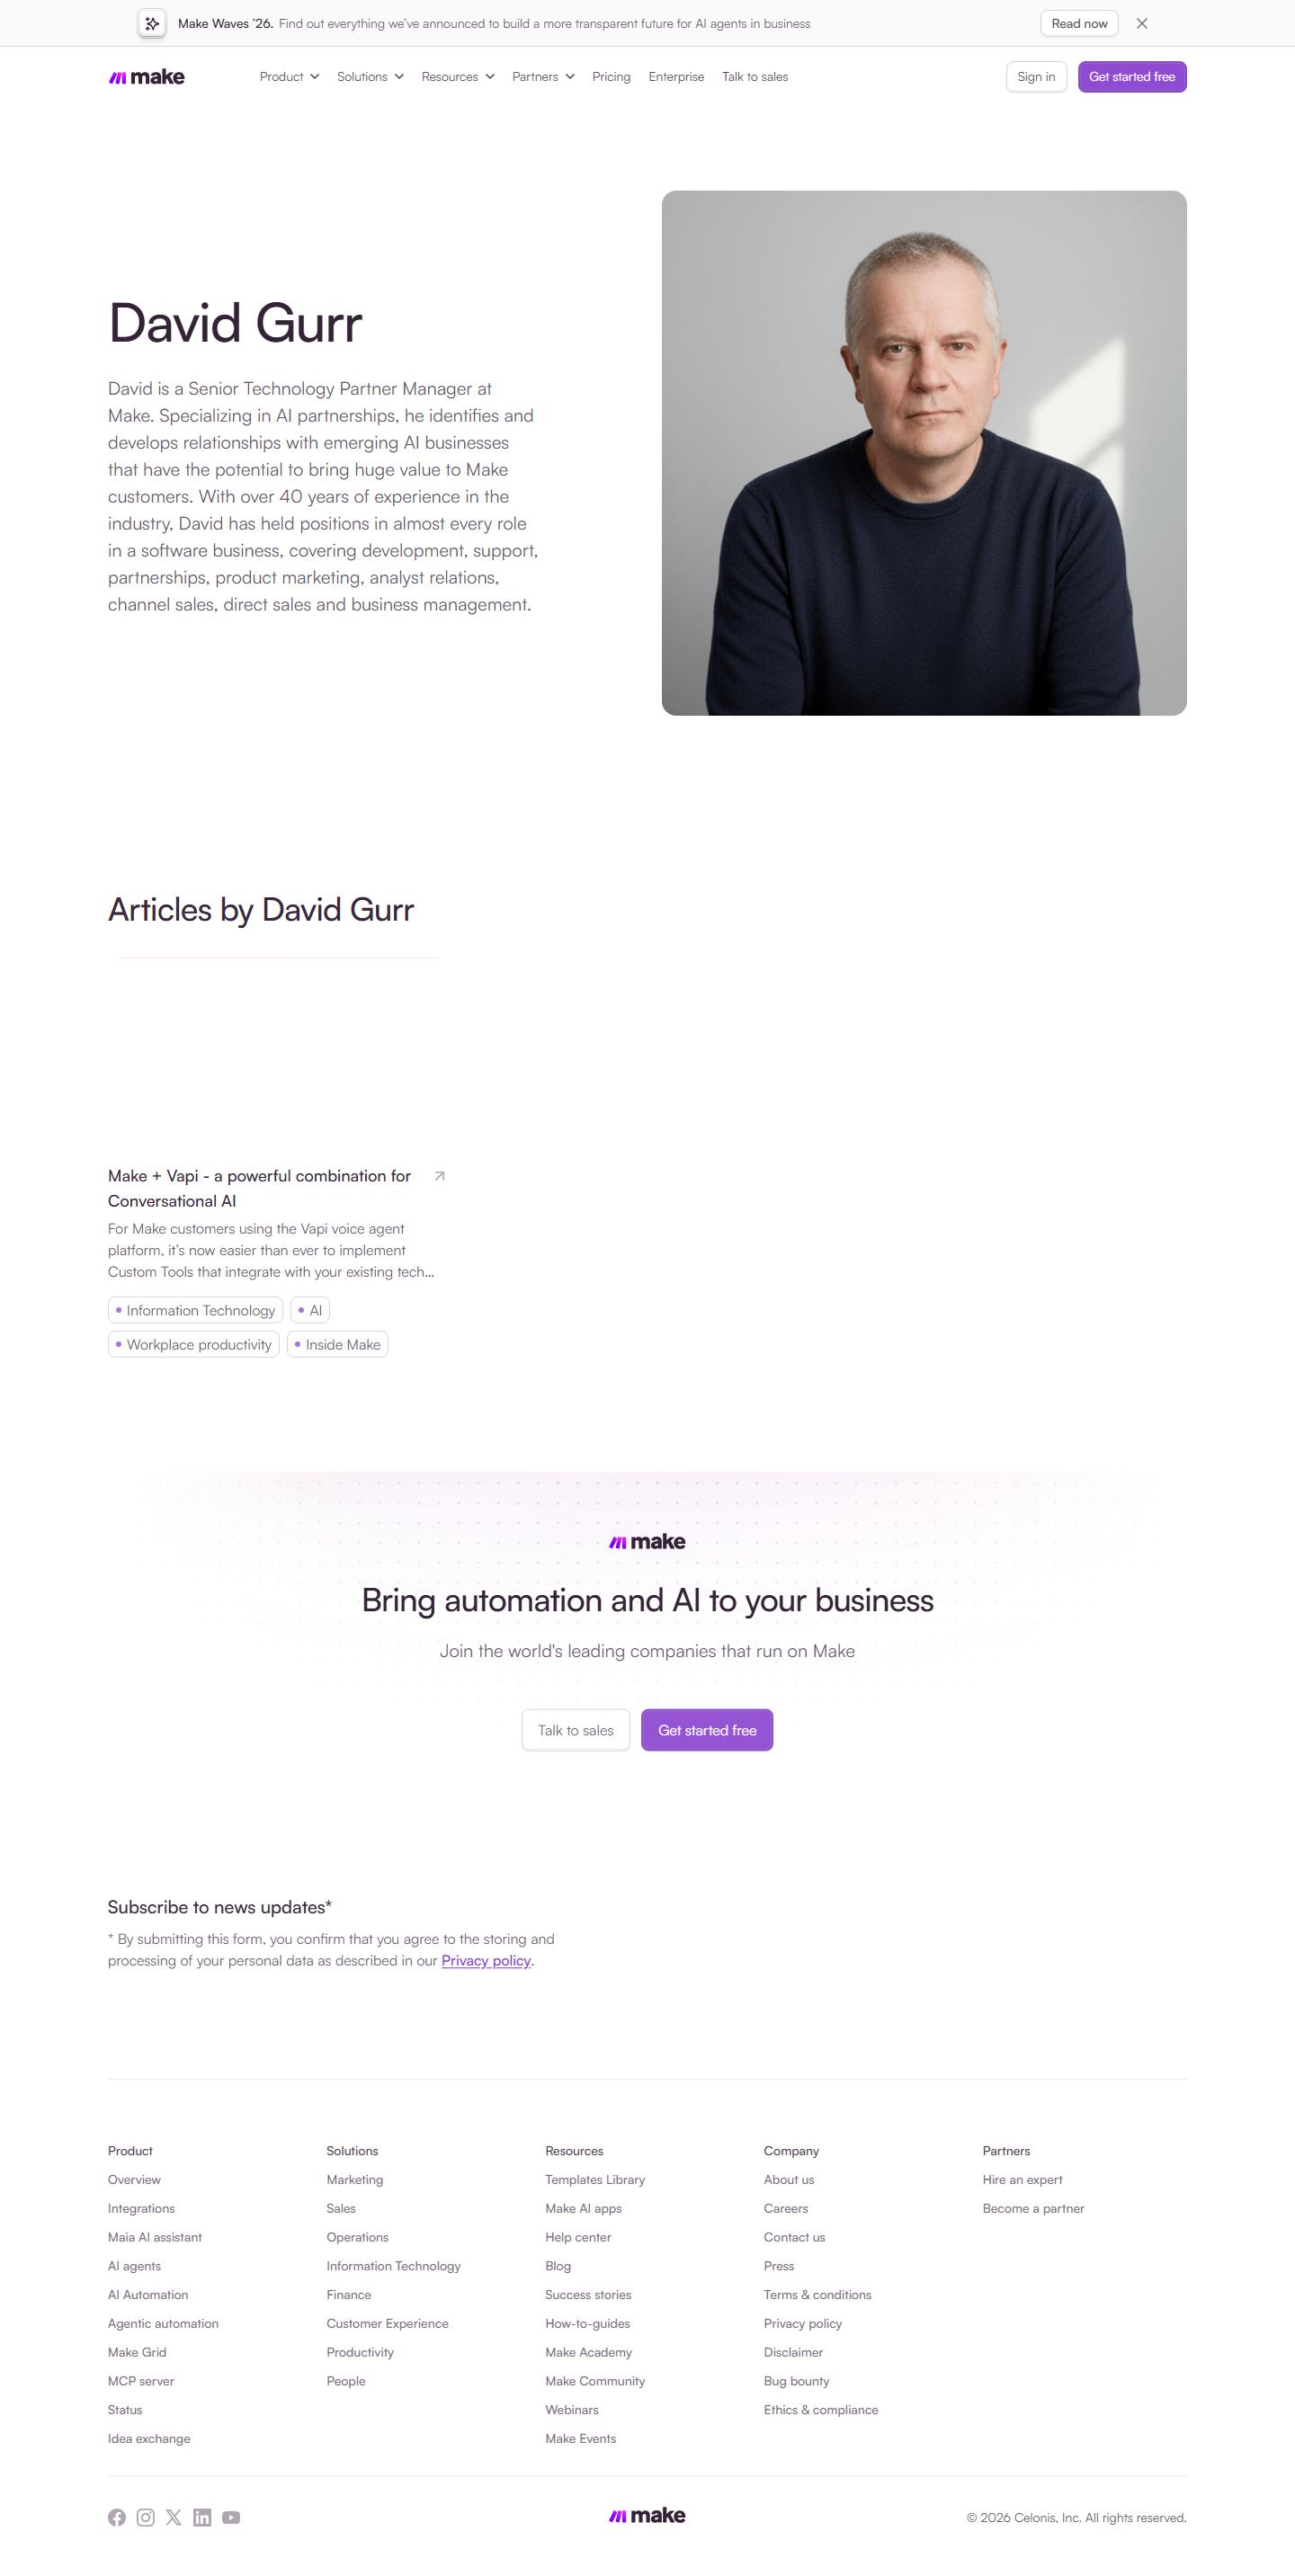 Make Waves ’26. Find out everything we’ve announced to build a more transparent future for AI agents in business
Read now
make
Product
Solutions
Resources
Partners
Pricing
Enterprise
Talk to sales
Sign in
Get started free
David Gurr
David is a Senior Technology Partner Manager at
Make. Specializing in AI partnerships, he identifies and
develops relationships with emerging AI businesses
that have the potential to bring huge value to Make
customers. With over 40 years of experience in the
industry, David has held positions in almost every role
in a software business, covering development, support,
partnerships, product marketing, analyst relations,
channel sales, direct sales and business management.
Articles by David Gurr
Make + Vapi - a powerful combination for
Conversational AI
For Make customers using the Vapi voice agent
platform, it’s now easier than ever to implement
Custom Tools that integrate with your existing tech...
Information Technology
AI
Workplace productivity
Inside Make
make
Bring automation and AI to your business
Join the world's leading companies that run on Make
Talk to sales
Get started free
Subscribe to news updates*
* By submitting this form, you confirm that you agree to the storing and
processing of your personal data as described in our Privacy policy.
Product
Overview
Integrations
Maia AI assistant
AI agents
AI Automation
Agentic automation
Make Grid
MCP server
Status
Idea exchange
Solutions
Marketing
Sales
Operations
Information Technology
Finance
Customer Experience
Productivity
People
Resources
Templates Library
Make AI apps
Help center
Blog
Success stories
How-to-guides
Make Academy
Make Community
Webinars
Make Events
Company
About us
Careers
Contact us
Press
Terms & conditions
Privacy policy
Disclaimer
Bug bounty
Ethics & compliance
Partners
Hire an expert
Become a partner
make
© 2026 Celonis, Inc. All rights reserved.